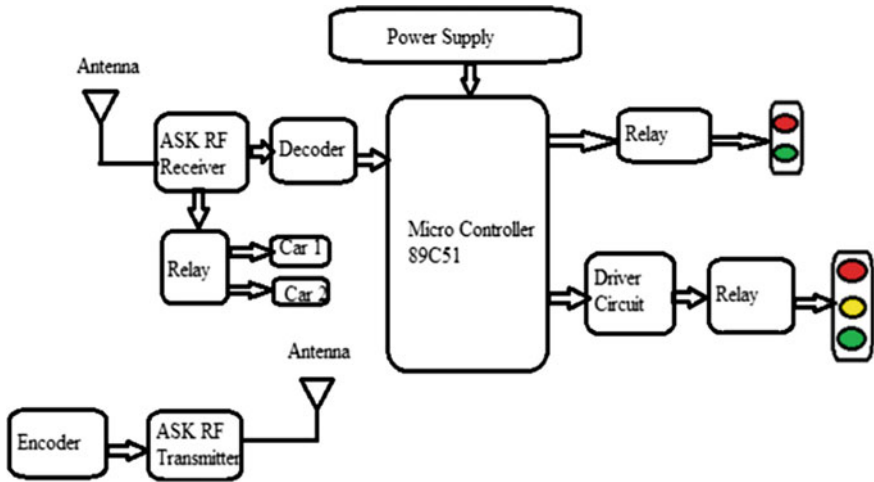 Power Supply
Antenna
ASK RF
Receiver
Decoder
Relay
Micro Controller
89C51
Relay
Car 1
Car 2
Driver
Circuit
Relay
Antenna
Encoder
ASK RF
Transmitter